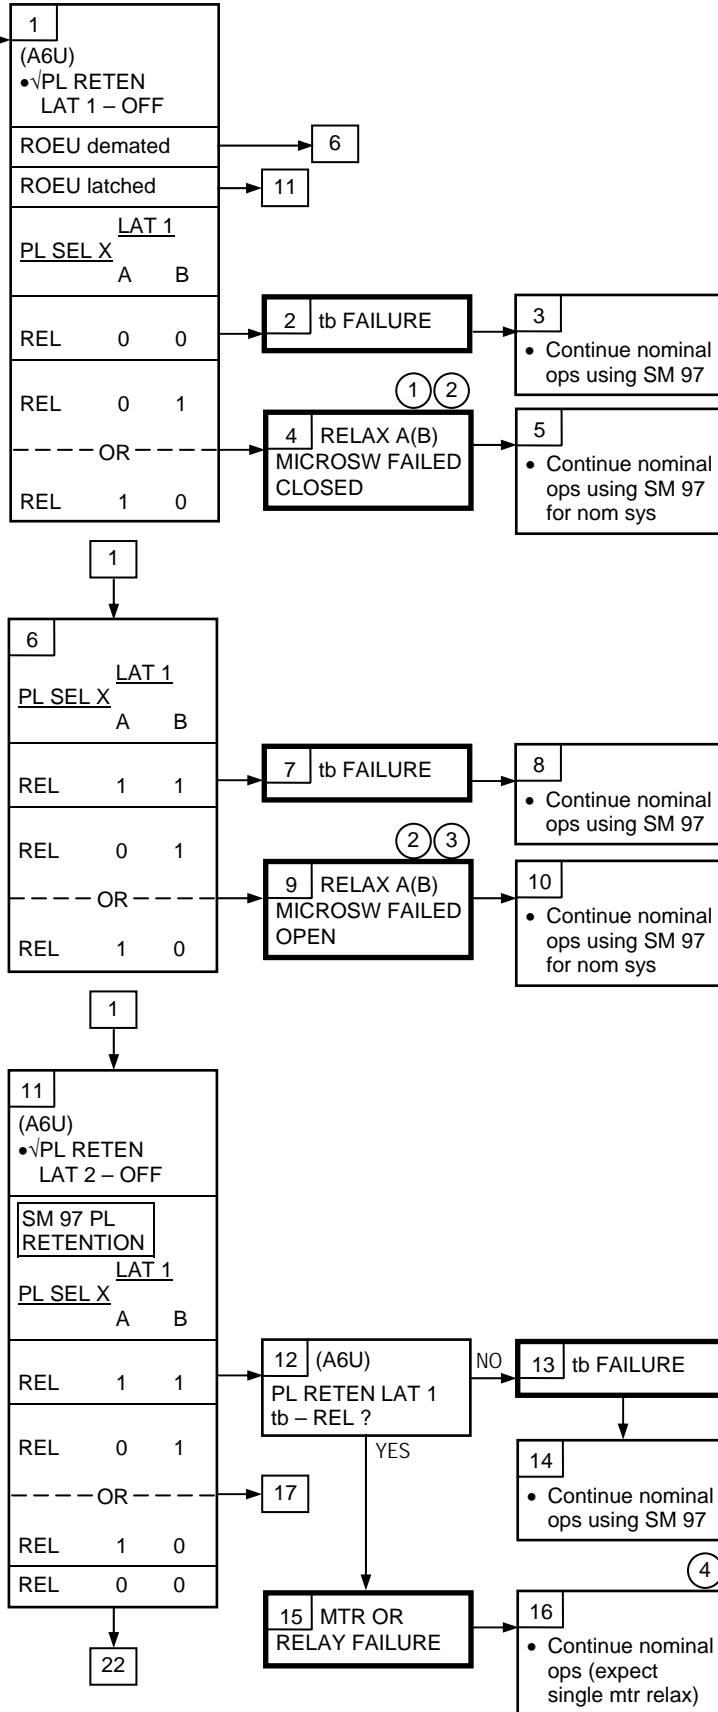 1
(A6U)
•√PL RETEN
LAT 1 – OFF
ROEU demated
6
ROEU latched
11
LAT 1
PL SEL X
A B
REL 0 0
2 tb FAILURE
3
• Continue nominal
ops using SM 97
REL 0 1
OR
REL 1 0
1 2
4 RELAX A(B)
MICROSW FAILED
CLOSED
5
• Continue nominal
ops using SM 97
for nom sys
1
6
LAT 1
PL SEL X
A B
REL 1 1
7 tb FAILURE
8
• Continue nominal
ops using SM 97
REL 0 1
OR
REL 1 0
2 3
9 RELAX A(B)
MICROSW FAILED
OPEN
10
• Continue nominal
ops using SM 97
for nom sys
1
11
(A6U)
•√PL RETEN
LAT 2 – OFF
SM 97 PL
RETENTION
LAT 1
PL SEL X
A B
REL 1 1
12 (A6U)
PL RETEN LAT 1
tb – REL ?
NO
13 tb FAILURE
YES
14
• Continue nominal
ops using SM 97
REL 0 1
OR
REL 1 0
17
REL 0 0
22
15 MTR OR
RELAY FAILURE
4
16
• Continue nominal
ops (expect
single mtr relax)